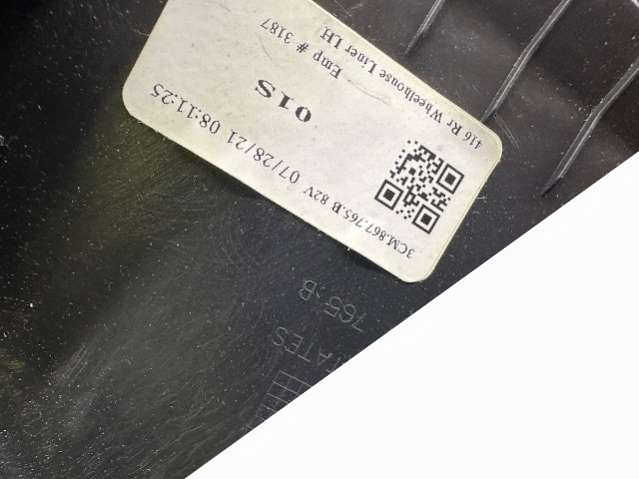 3CM.867.765.B 82V 07/28/21 08:11:25
01S
Emp # 3187
416 Rr Wheelhouse Liner LH
765.B
TATES